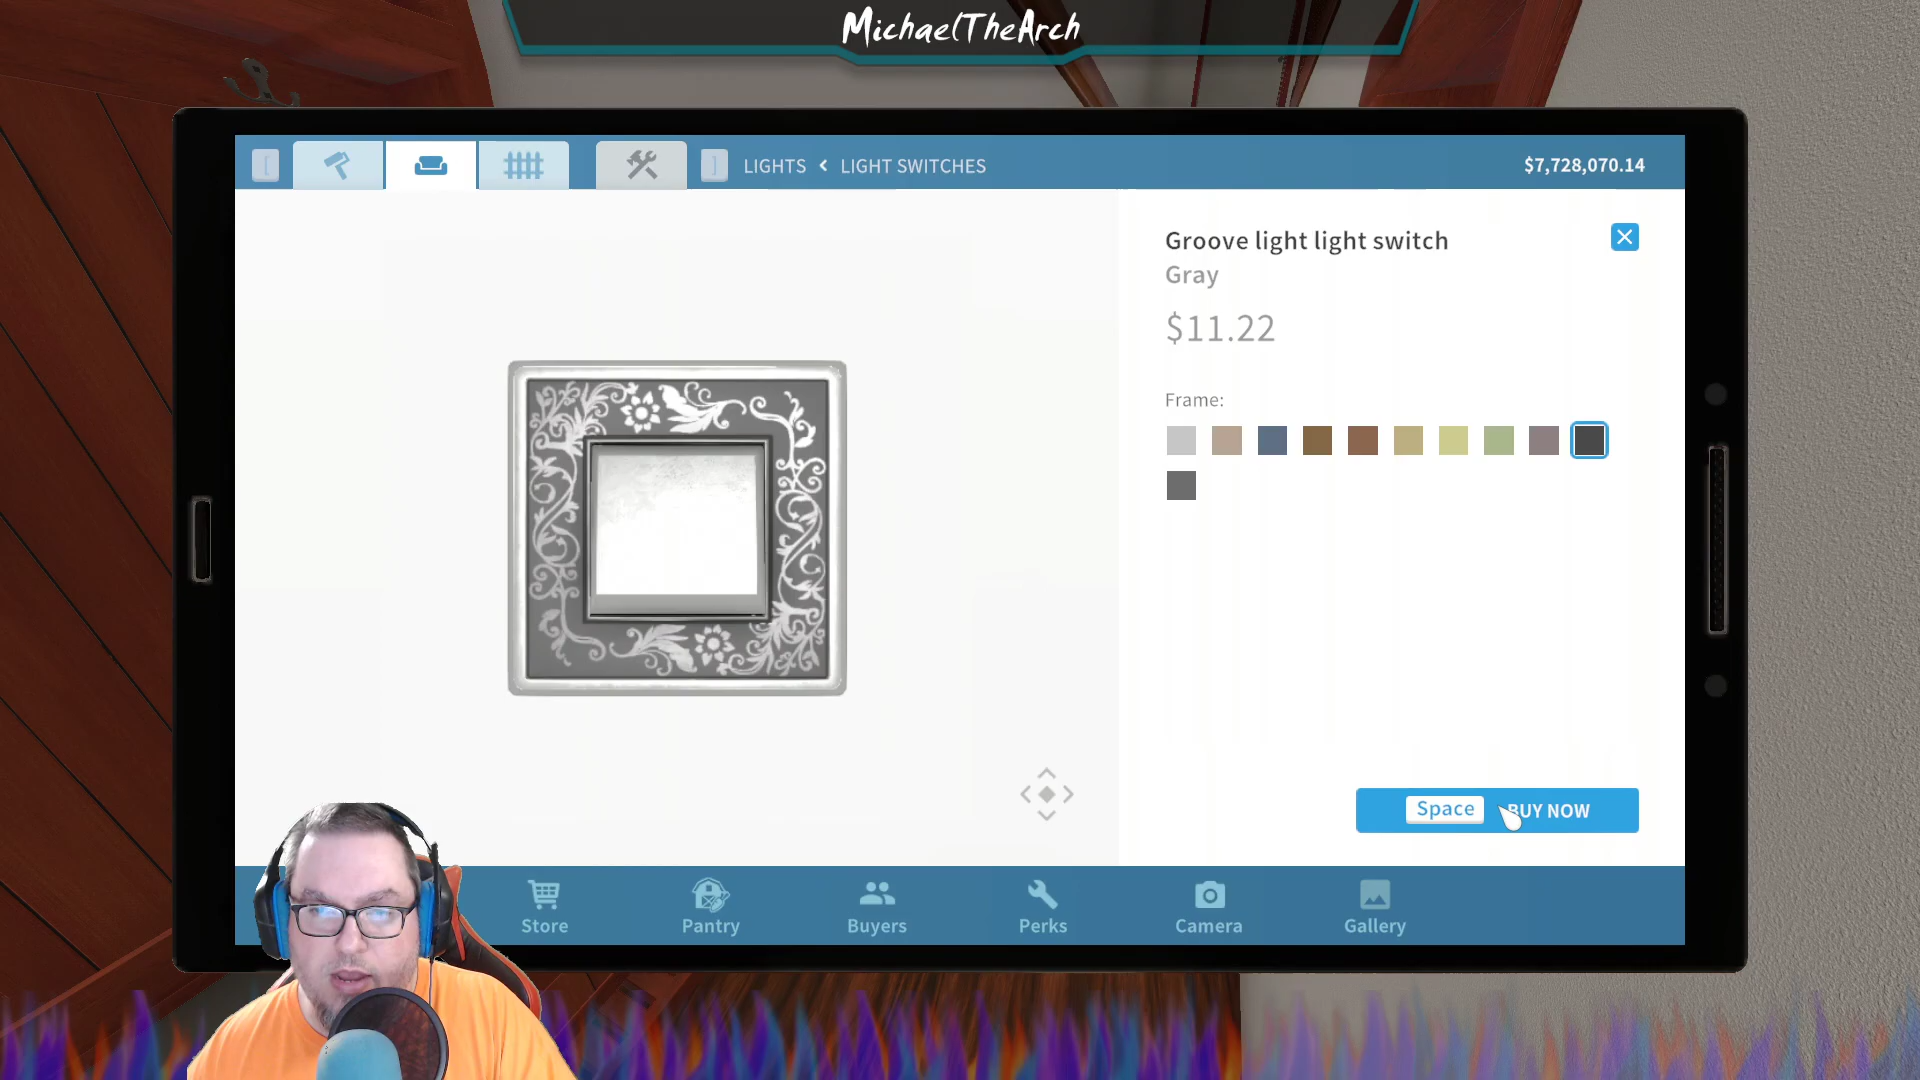 MichaelTheArch
[ ] LIGHTS < LIGHT SWITCHES $7,728,070.14
Groove light light switch
Gray
$11.22
Frame:
Space BUY NOW
Store Pantry Buyers Perks Camera Gallery